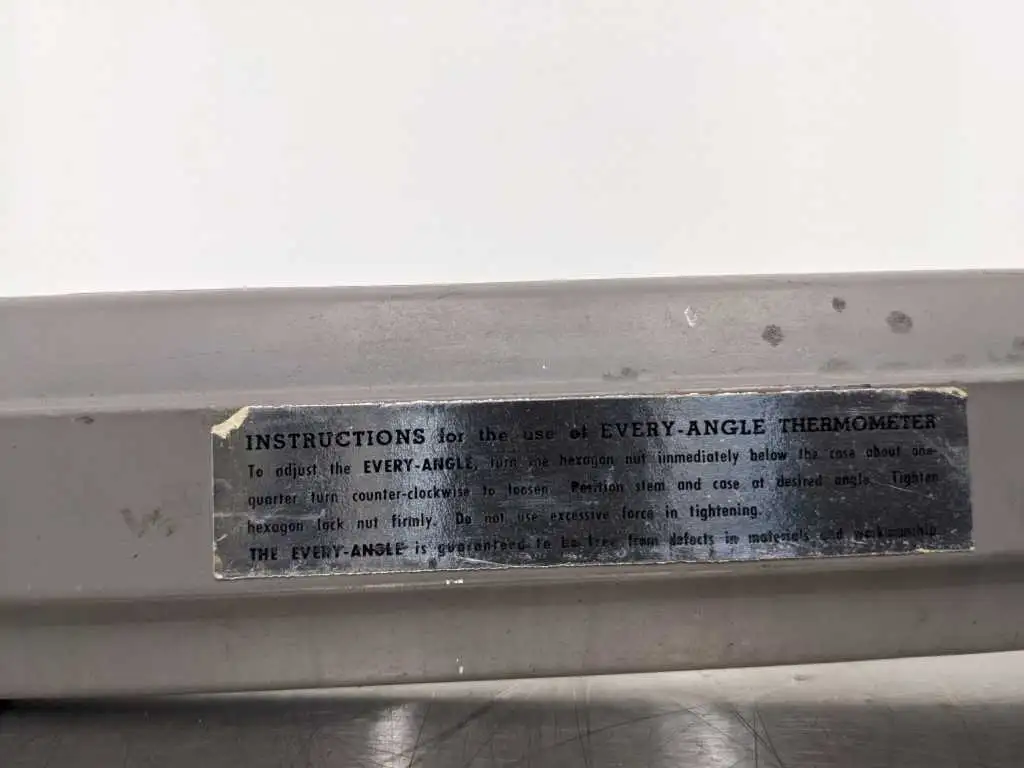 INSTRUCTIONS for the use of EVERY-ANGLE THERMOMETER
To adjust the EVERY-ANGLE, turn the hexagon nut immediately below the case about one-
quarter turn counter-clockwise to loosen. Position stem and case at desired angle. Tighten
hexagon lock nut firmly. Do not use excessive force in tightening.
THE EVERY-ANGLE is guaranteed to be free from defects in materials and workmanship